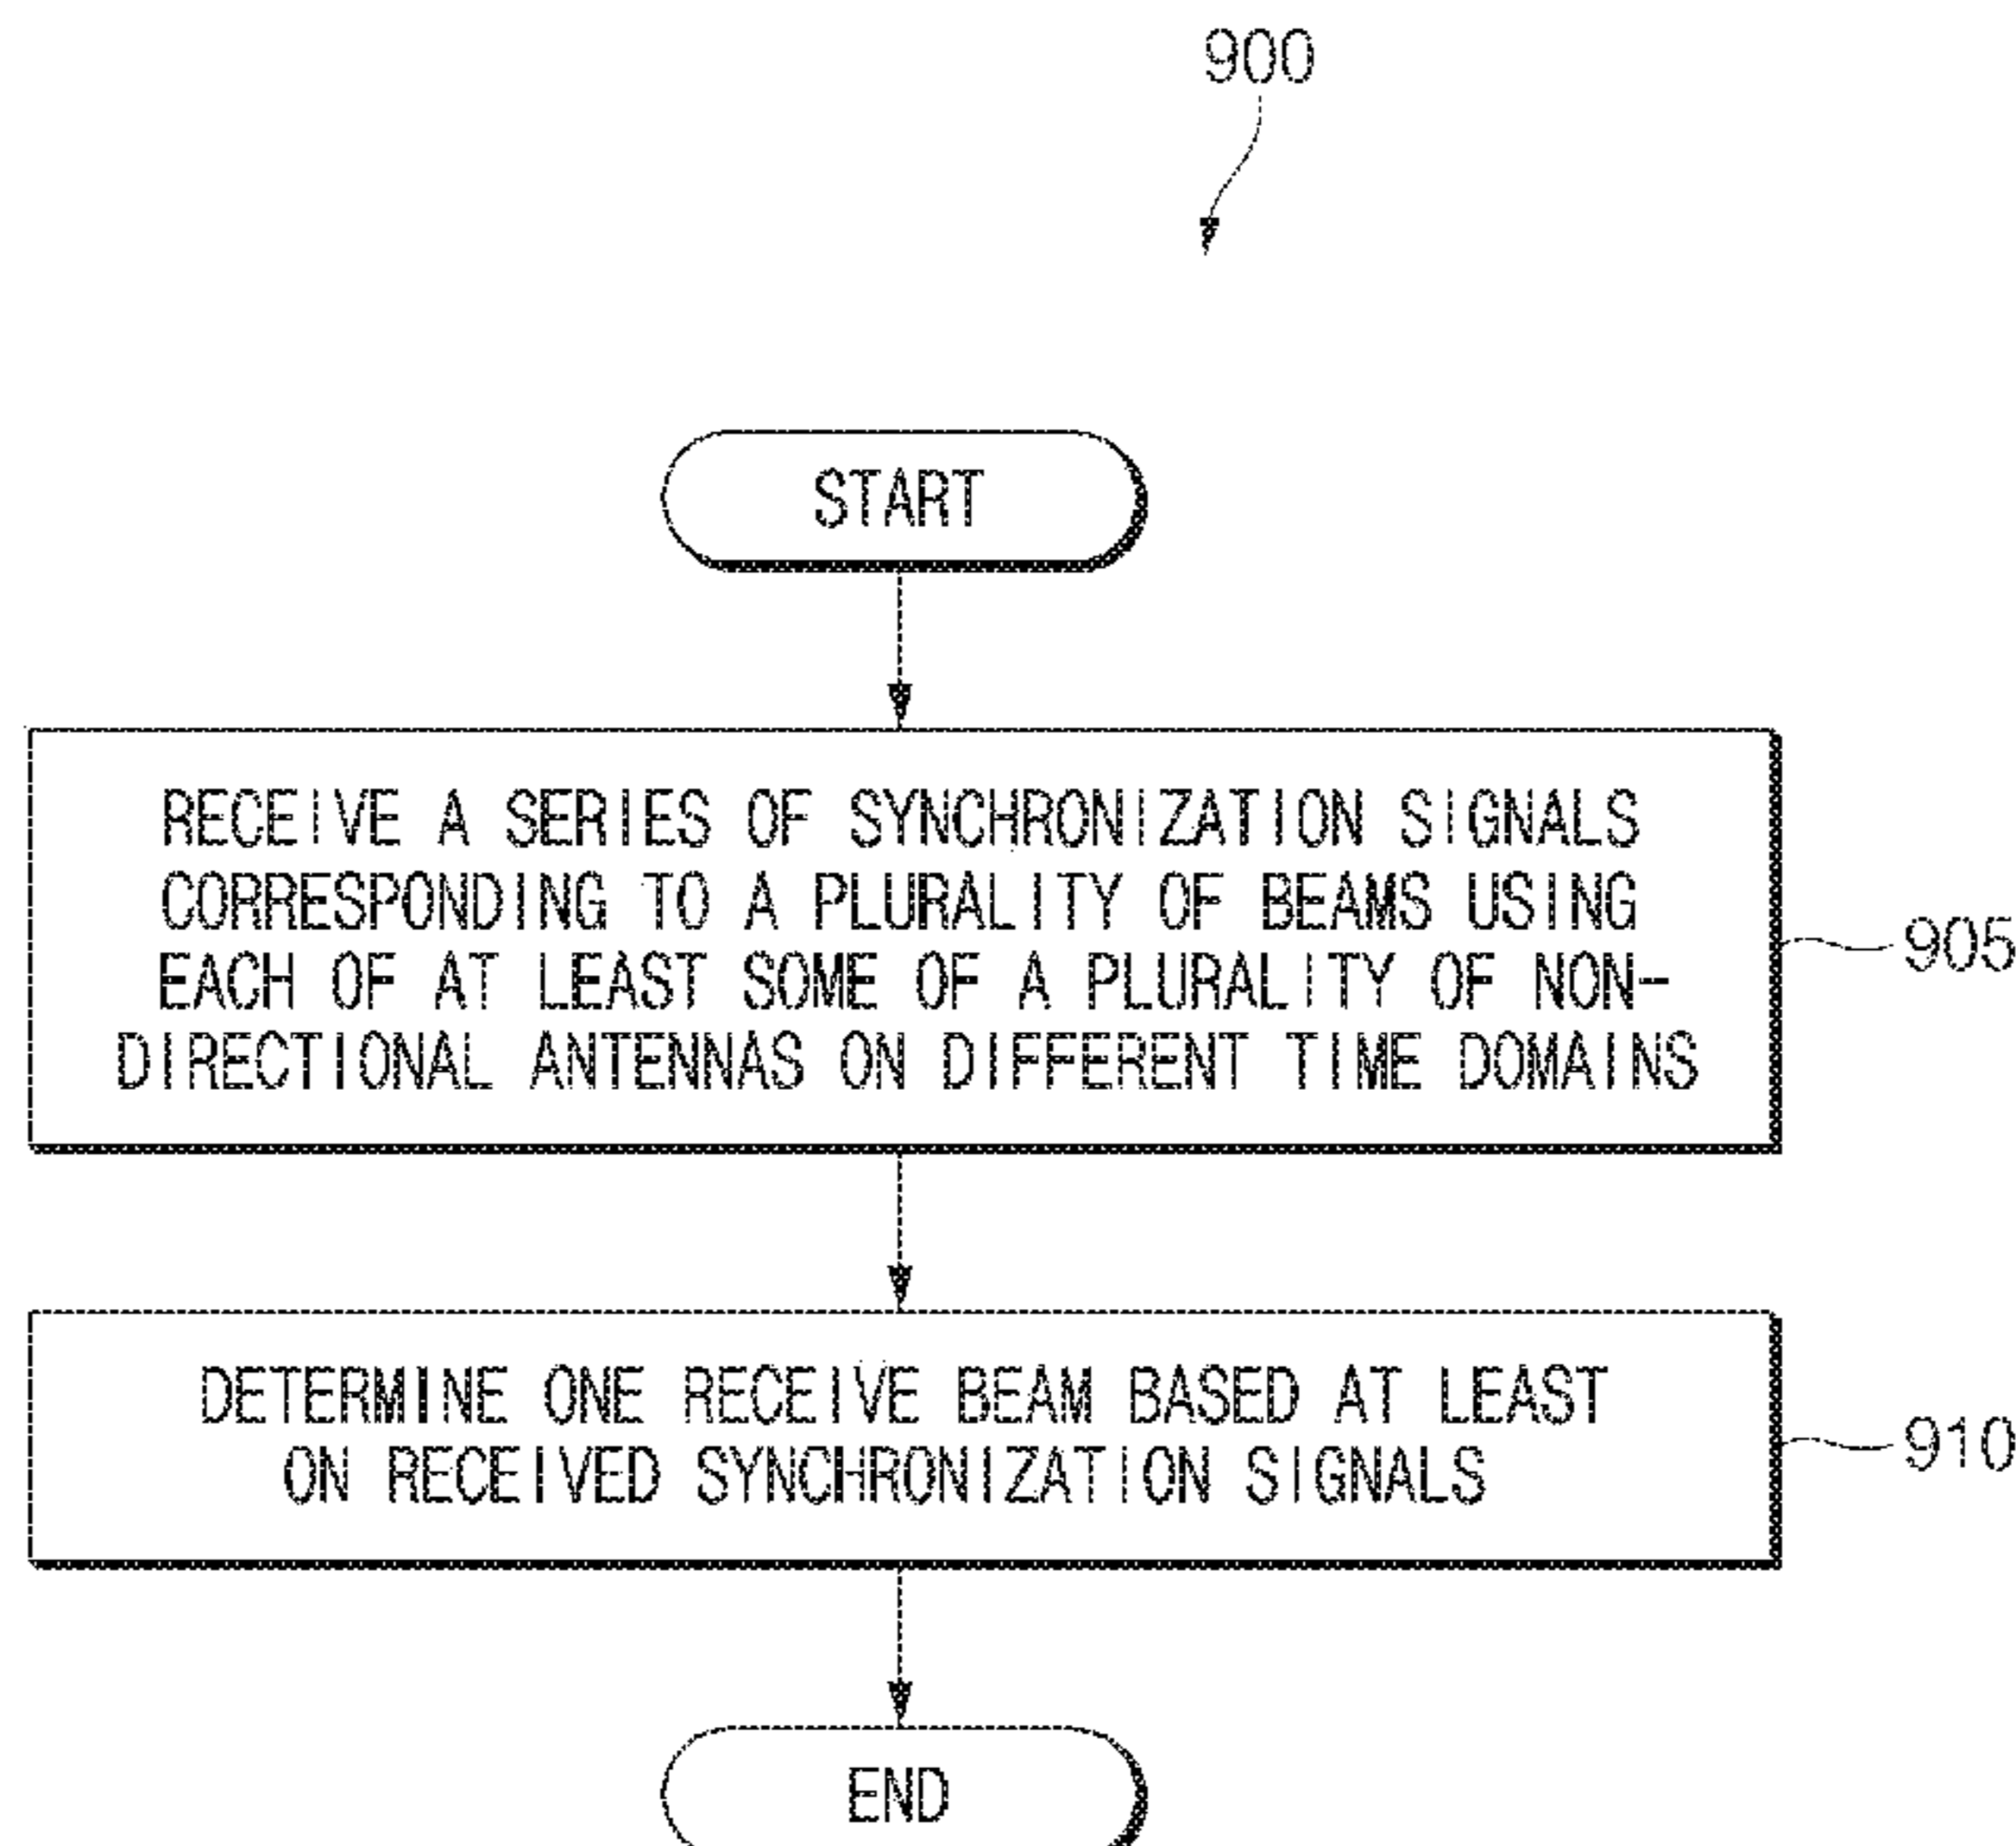 900
START
RECEIVE A SERIES OF SYNCHRONIZATION SIGNALS
CORRESPONDING TO A PLURALITY OF BEAMS USING
EACH OF AT LEAST SOME OF A PLURALITY OF NON-
DIRECTIONAL ANTENNAS ON DIFFERENT TIME DOMAINS
905
DETERMINE ONE RECEIVE BEAM BASED AT LEAST
ON RECEIVED SYNCHRONIZATION SIGNALS
910
END